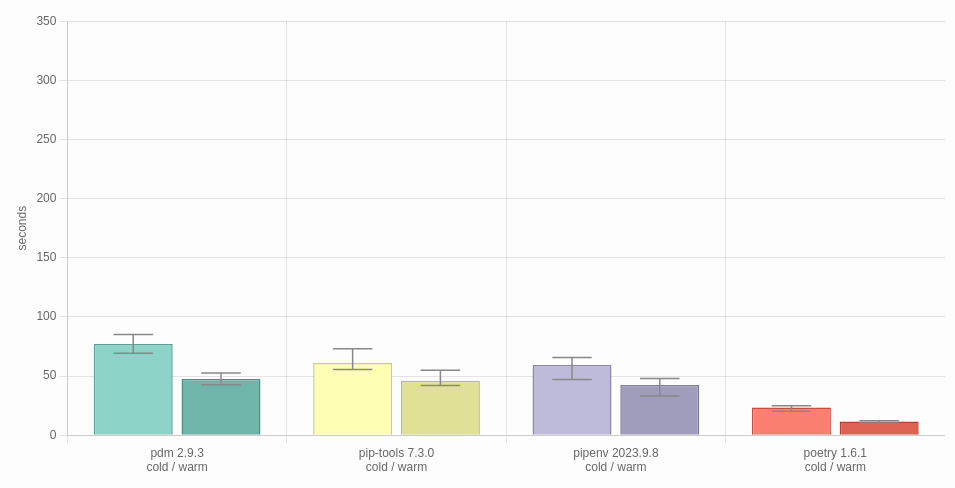 350
300
250
200
150
100
50
0
seconds
pdm 2.9.3
cold / warm
pip-tools 7.3.0
cold / warm
pipenv 2023.9.8
cold / warm
poetry 1.6.1
cold / warm